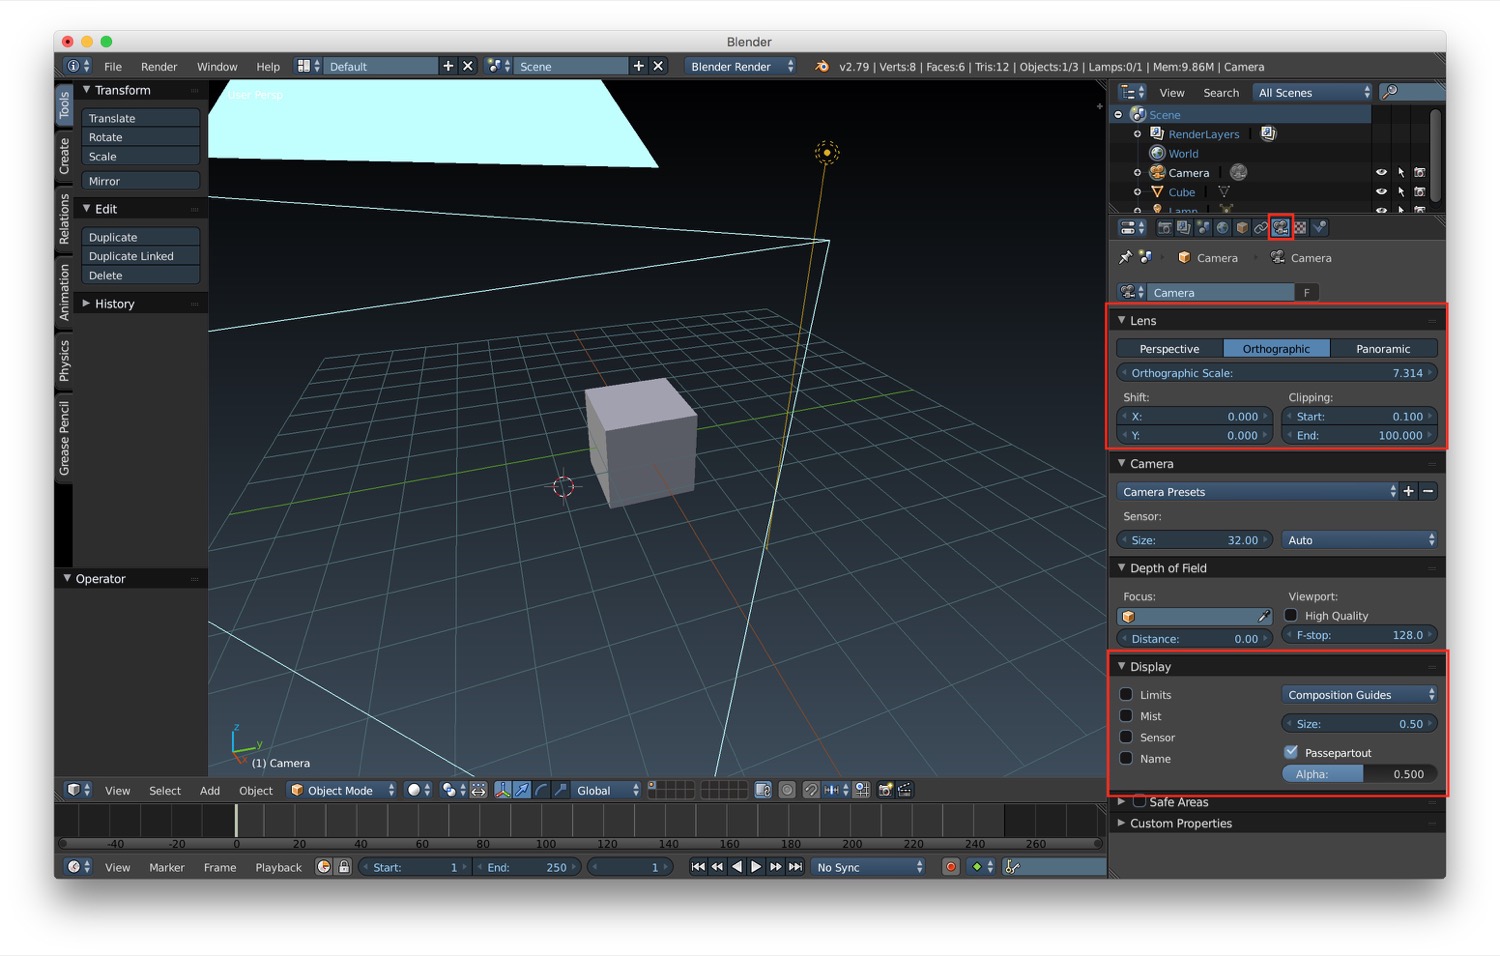 Blender
File Render Window Help Default Scene Blender Render v2.79 | Verts:8 | Faces:6 | Tris:12 | Objects:1/3 | Lamps:0/1 | Mem:9.86M | Camera
Tools
Create
Relations
Animation
Physics
Grease Pencil
Transform
Translate
Rotate
Scale
Mirror
Edit
Duplicate
Duplicate Linked
Delete
History
Operator
User Persp
z
y
x
(1) Camera
View Search All Scenes
Scene
RenderLayers
World
Camera
Cube
Lamp
Camera Camera
Camera F
Lens
Perspective Orthographic Panoramic
Orthographic Scale: 7.314
Shift: Clipping:
X: 0.000 Start: 0.100
Y: 0.000 End: 100.000
Camera
Camera Presets
Sensor:
Size: 32.00 Auto
Depth of Field
Focus: Viewport:
High Quality
Distance: 0.00 F-stop: 128.0
Display
Limits Composition Guides
Mist Size: 0.50
Sensor
Name Passepartout
Alpha: 0.500
Safe Areas
Custom Properties
View Select Add Object Object Mode Global
-40 -20 0 20 40 60 80 100 120 140 160 180 200 220 240 260
View Marker Frame Playback Start: 1 End: 250 1 No Sync